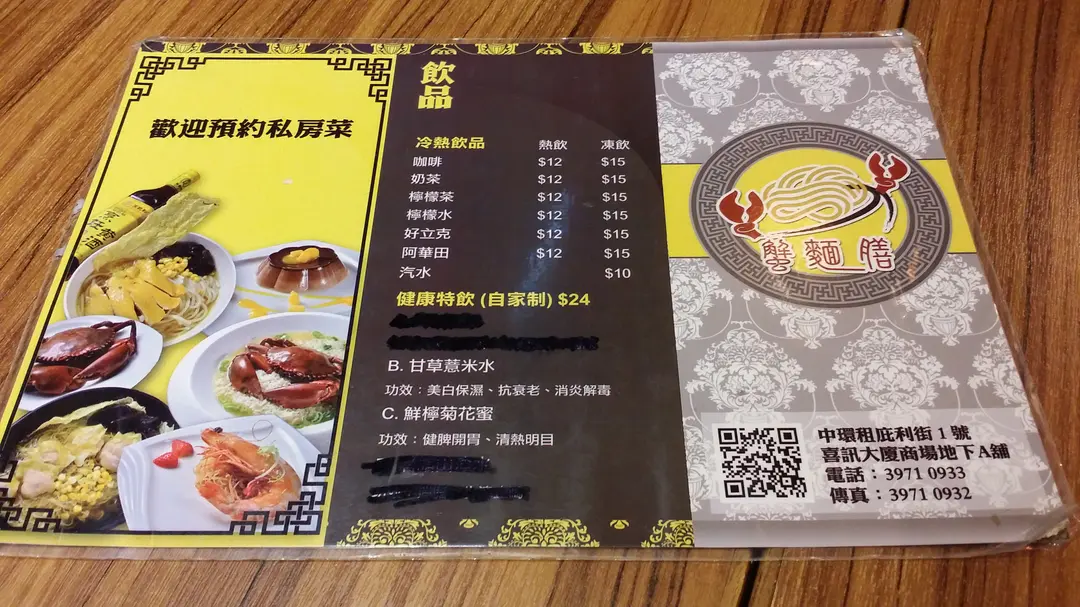 歡迎預約私房菜
飲品
冷熱飲品 熱飲 凍飲
咖啡 $12 $15
奶茶 $12 $15
檸檬茶 $12 $15
檸檬水 $12 $15
好立克 $12 $15
阿華田 $12 $15
汽水 $10
健康特飲 (自家制) $24
B. 甘草薏米水
功效：美白保濕、抗衰老、消炎解毒
C. 鮮檸菊花蜜
功效：健脾開胃、清熱明目
蟹麵膳
中環租庇利街 1 號
喜訊大廈商場地下 A 舖
電話：3971 0933
傳真：3971 0932